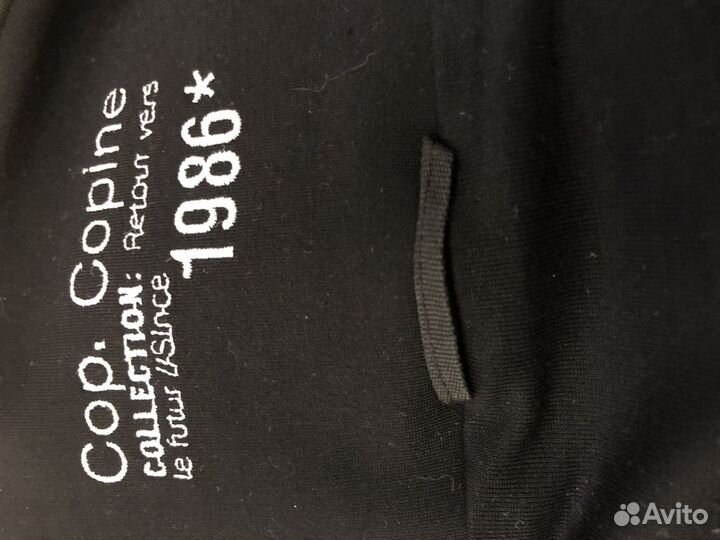 Cop. Copine
COLLECTION: Retour vers
le futur // Since
1986*
Avito